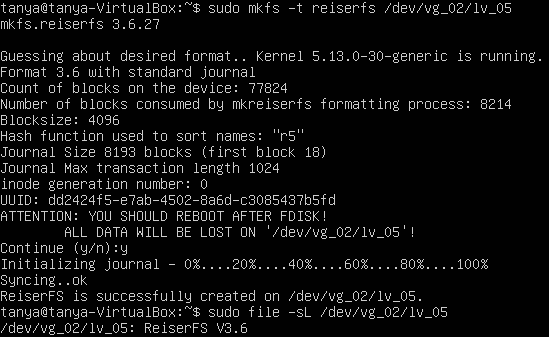 tanya@tanya-VirtualBox:~$ sudo mkfs -t reiserfs /dev/vg_02/lv_05
mkfs.reiserfs 3.6.27
Guessing about desired format.. Kernel 5.13.0-30-generic is running.
Format 3.6 with standard journal
Count of blocks on the device: 77824
Number of blocks consumed by mkreiserfs formatting process: 8214
Blocksize: 4096
Hash function used to sort names: "r5"
Journal Size 8193 blocks (first block 18)
Journal Max transaction length 1024
inode generation number: 0
UUID: dd2424f5-e7ab-4502-8a6d-c3085437b5fd
ATTENTION: YOU SHOULD REBOOT AFTER FDISK!
ALL DATA WILL BE LOST ON '/dev/vg_02/lv_05'!
Continue (y/n):y
Initializing journal - 0%....20%....40%....60%....80%....100%
Syncing..ok
ReiserFS is successfully created on /dev/vg_02/lv_05.
tanya@tanya-VirtualBox:~$ sudo file -sL /dev/vg_02/lv_05
/dev/vg_02/lv_05: ReiserFS V3.6